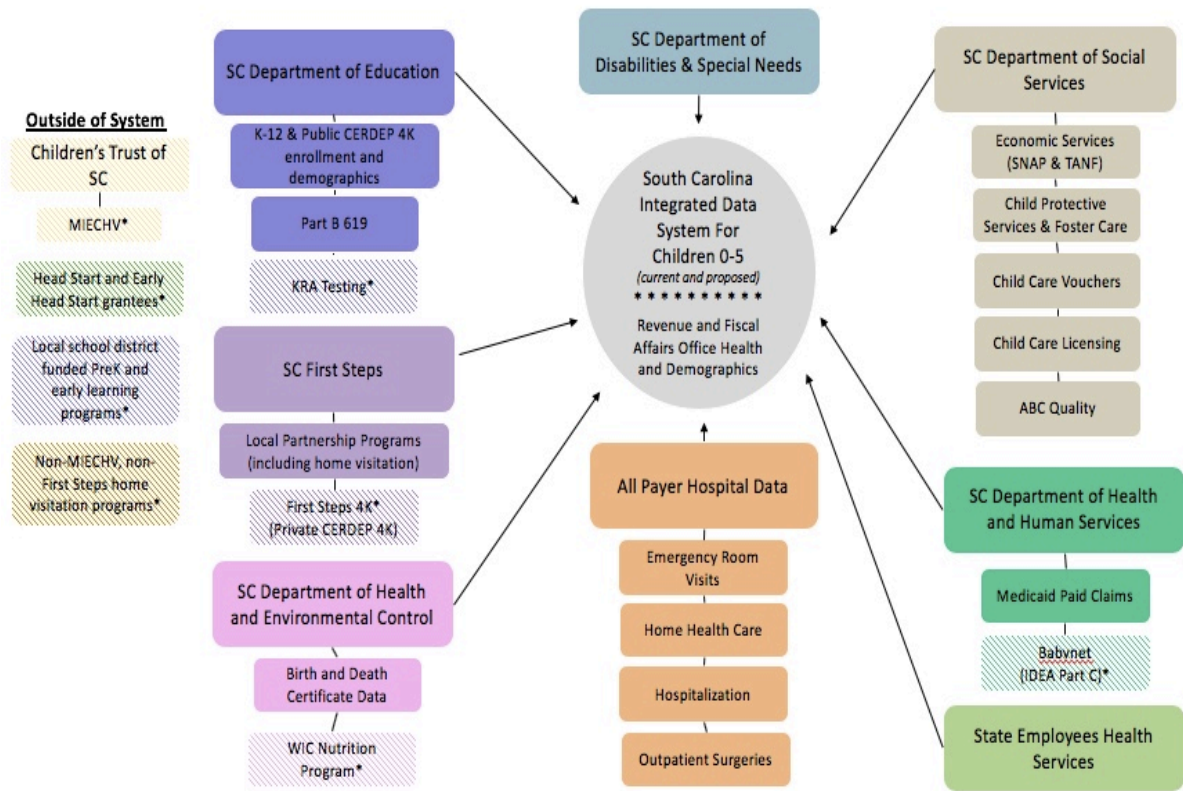 Outside of System
Children's Trust of
SC
MIECHV*
Head Start and Early
Head Start grantees*
Local school district
funded PreK and
early learning
programs*
Non-MIECHV, non-
First Steps home
visitation programs*
SC Department of Education
K-12 & Public CERDEP 4K
enrollment and
demographics
Part B 619
KRA Testing*
SC First Steps
Local Partnership Programs
(including home visitation)
First Steps 4K*
(Private CERDEP 4K)
SC Department of Health
and Environmental Control
Birth and Death
Certificate Data
WIC Nutrition
Program*
SC Department of
Disabilities & Special Needs
South Carolina
Integrated Data
System For
Children 0-5
(current and proposed)
* * * * * * * * * *
Revenue and Fiscal
Affairs Office Health
and Demographics
All Payer Hospital Data
Emergency Room
Visits
Home Health Care
Hospitalization
Outpatient Surgeries
SC Department of Social
Services
Economic Services
(SNAP & TANF)
Child Protective
Services & Foster Care
Child Care Vouchers
Child Care Licensing
ABC Quality
SC Department of Health
and Human Services
Medicaid Paid Claims
Babynet
(IDEA Part C)*
State Employees Health
Services